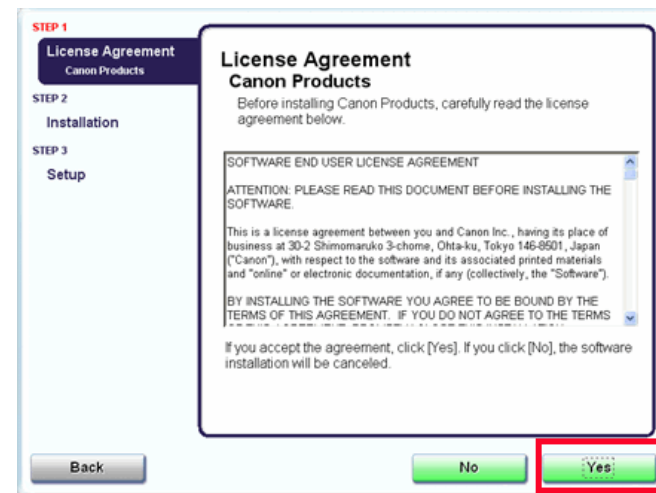 STEP 1
License Agreement
Canon Products
STEP 2
Installation
STEP 3
Setup
License Agreement
Canon Products
Before installing Canon Products, carefully read the license
agreement below.
SOFTWARE END USER LICENSE AGREEMENT
ATTENTION: PLEASE READ THIS DOCUMENT BEFORE INSTALLING THE
SOFTWARE.
This is a license agreement between you and Canon Inc., having its place of
business at 30-2 Shimomaruko 3-chome, Ohta-ku, Tokyo 146-8501, Japan
("Canon"), with respect to the software and its associated printed materials
and "online" or electronic documentation, if any (collectively, the "Software").
BY INSTALLING THE SOFTWARE YOU AGREE TO BE BOUND BY THE
TERMS OF THIS AGREEMENT. IF YOU DO NOT AGREE TO THE TERMS
If you accept the agreement, click [Yes]. If you click [No], the software
installation will be canceled.
Back
No
Yes